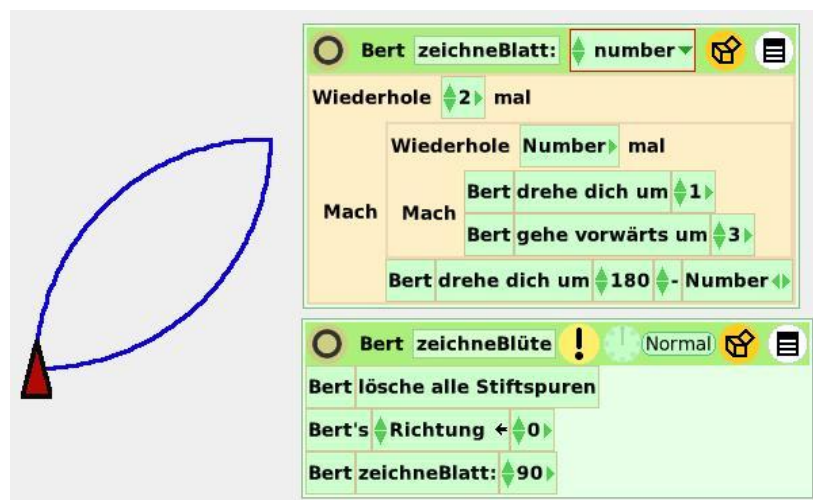 Bert zeichneBlatt: number
Wiederhole 2 mal
Wiederhole Number mal
Bert drehe dich um 1
Mach Mach
Bert gehe vorwärts um 3
Bert drehe dich um 180 - Number
Bert zeichneBlüte ! Normal
Bert lösche alle Stiftspuren
Bert's Richtung ← 0
Bert zeichneBlatt: 90